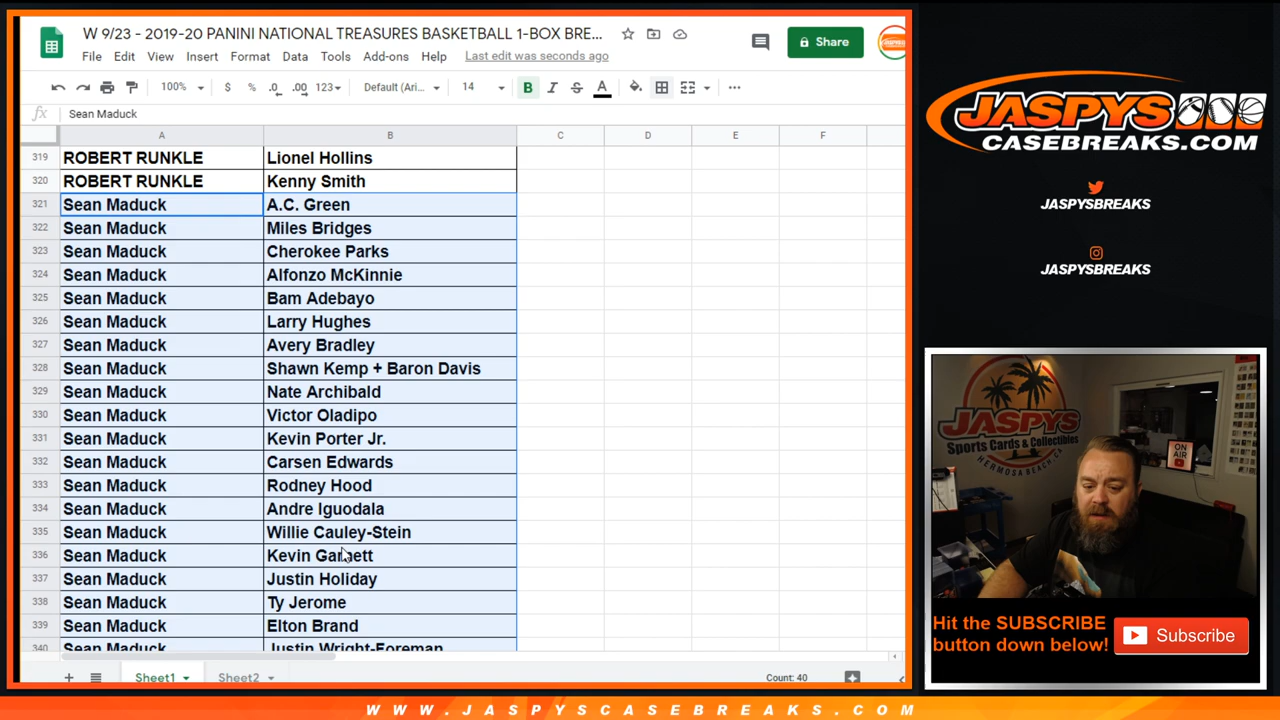 W 9/23 - 2019-20 PANINI NATIONAL TREASURES BASKETBALL 1-BOX BRE...
Share
File Edit View Insert Format Data Tools Add-ons Help Last edit was seconds ago
100% $ % .0 .00 123 Default (Ari... 14 B I S A
fx Sean Maduck
A B C D E F
319 ROBERT RUNKLE Lionel Hollins
320 ROBERT RUNKLE Kenny Smith
321 Sean Maduck A.C. Green
322 Sean Maduck Miles Bridges
323 Sean Maduck Cherokee Parks
324 Sean Maduck Alfonzo McKinnie
325 Sean Maduck Bam Adebayo
326 Sean Maduck Larry Hughes
327 Sean Maduck Avery Bradley
328 Sean Maduck Shawn Kemp + Baron Davis
329 Sean Maduck Nate Archibald
330 Sean Maduck Victor Oladipo
331 Sean Maduck Kevin Porter Jr.
332 Sean Maduck Carsen Edwards
333 Sean Maduck Rodney Hood
334 Sean Maduck Andre Iguodala
335 Sean Maduck Willie Cauley-Stein
336 Sean Maduck Kevin Garnett
337 Sean Maduck Justin Holiday
338 Sean Maduck Ty Jerome
339 Sean Maduck Elton Brand
340 Sean Maduck Justin Wright-Foreman
Sheet1 Sheet2 Count: 40
JASPYS
CASEBREAKS.COM
JASPYSBREAKS
JASPYSBREAKS
JASPYS
Sports Cards & Collectibles
HERMOSA BEACH, CA
ON AIR
Hit the SUBSCRIBE
button down below!
Subscribe
WWW.JASPYSCASEBREAKS.COM